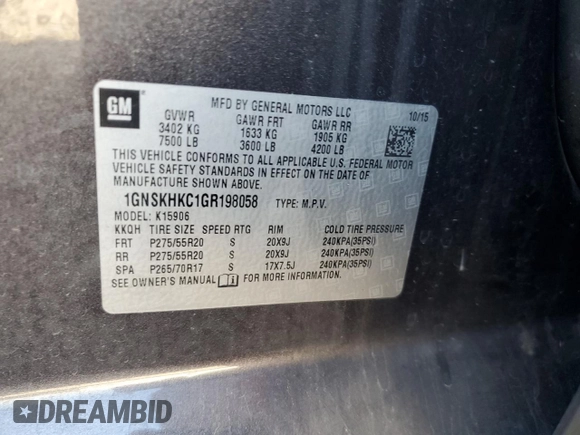 GM
MFD BY GENERAL MOTORS LLC 10/15
GVWR GAWR FRT GAWR RR
3402 KG 1633 KG 1905 KG
7500 LB 3600 LB 4200 LB
THIS VEHICLE CONFORMS TO ALL APPLICABLE U.S. FEDERAL MOTOR
VEHICLE SAFETY STANDARDS IN EFFECT ON THE DATE OF
MANUFACTURE SHOWN ABOVE.
1GNSKHKC1GR198058 TYPE: M.P.V.
MODEL: K15906
KKQH TIRE SIZE SPEED RTG RIM COLD TIRE PRESSURE
FRT P275/55R20 S 20X9J 240KPA(35PSI)
RR P275/55R20 S 20X9J 240KPA(35PSI)
SPA P265/70R17 S 17X7.5J 240KPA(35PSI)
SEE OWNER'S MANUAL FOR MORE INFORMATION.
DREAMBID